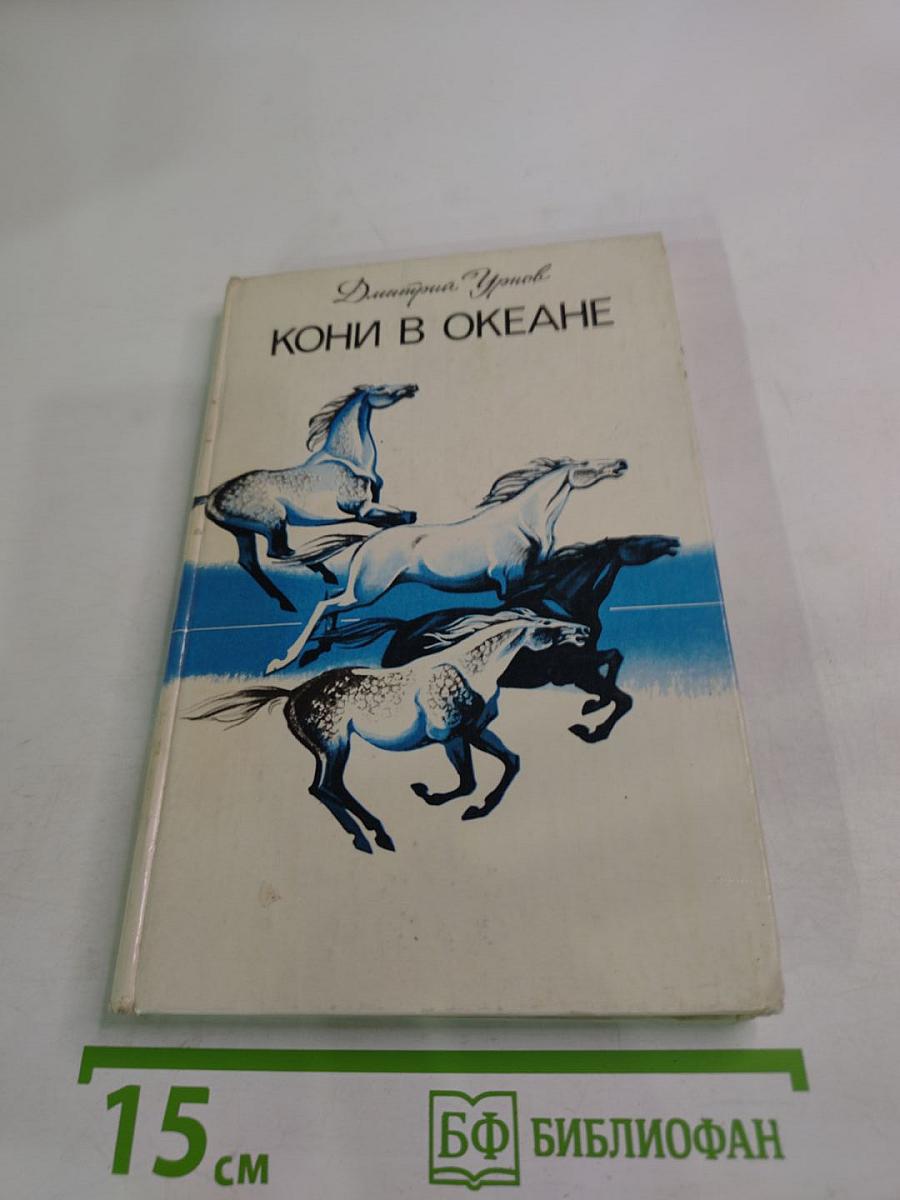 Дмитрий Урнов
КОНИ В ОКЕАНЕ
15 см
БФ БИБЛИОФАН